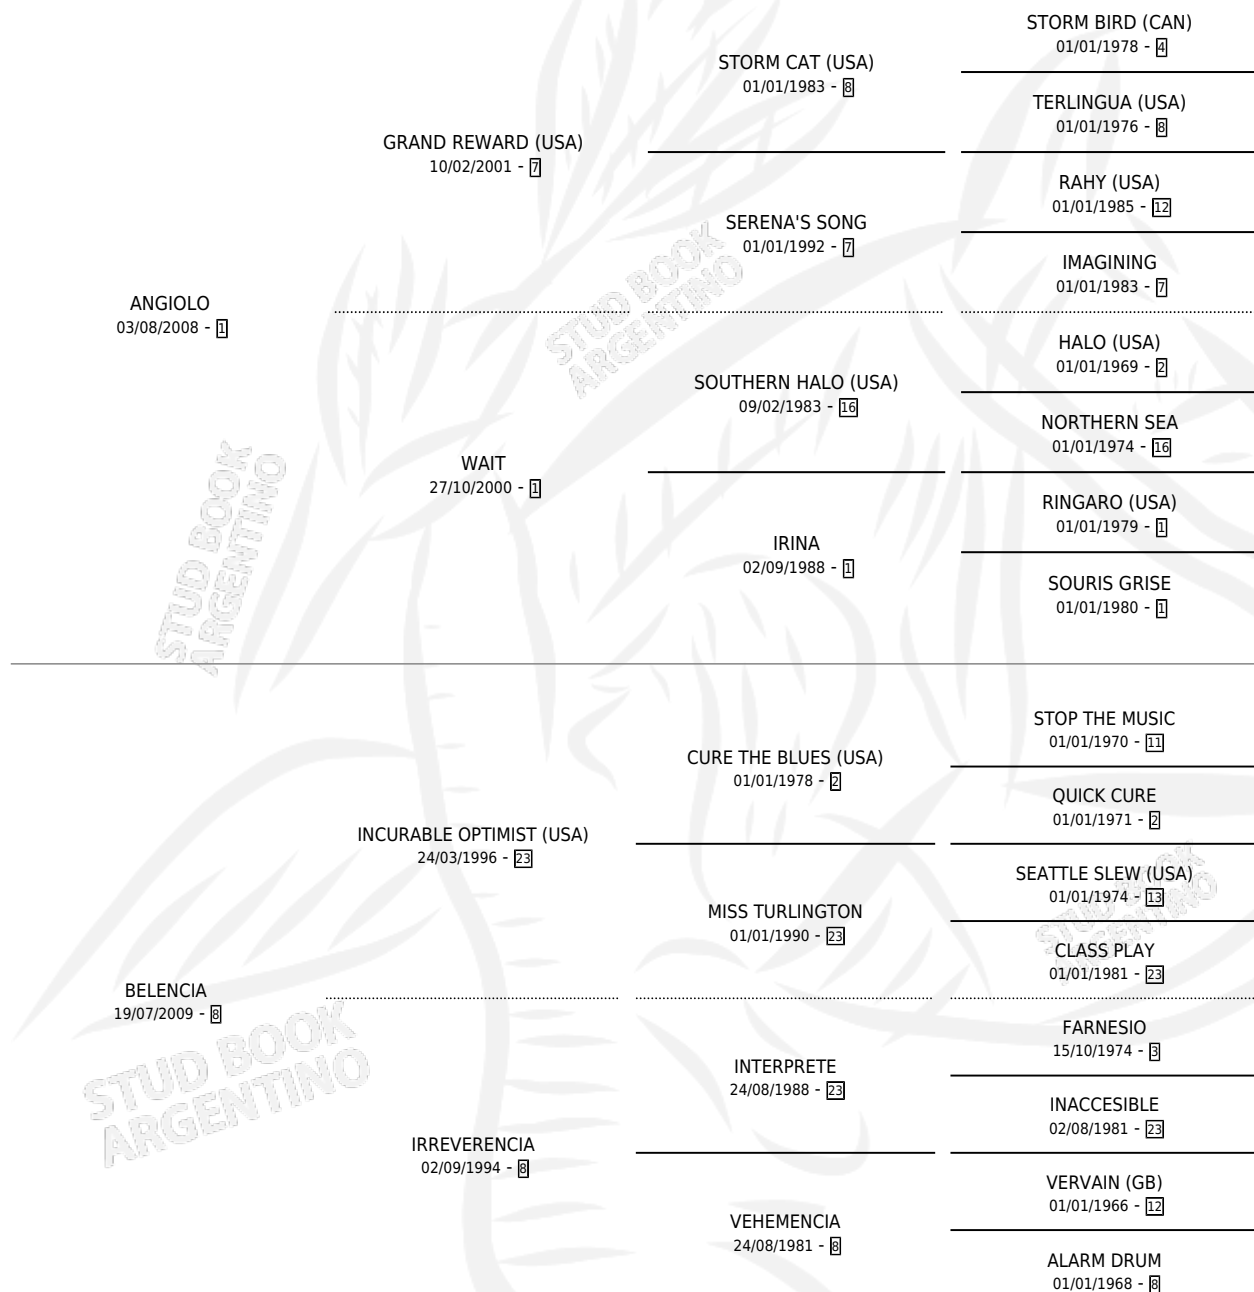 STORM BIRD (CAN)
01/01/1978 - 4
STORM CAT (USA)
01/01/1983 - 8
TERLINGUA (USA)
01/01/1976 - 8
GRAND REWARD (USA)
10/02/2001 - 7
RAHY (USA)
01/01/1985 - 12
SERENA'S SONG
01/01/1992 - 7
IMAGINING
01/01/1983 - 7
ANGIOLO
03/08/2008 - 1
HALO (USA)
01/01/1969 - 2
SOUTHERN HALO (USA)
09/02/1983 - 16
NORTHERN SEA
01/01/1974 - 16
WAIT
27/10/2000 - 1
RINGARO (USA)
01/01/1979 - 1
IRINA
02/09/1988 - 1
SOURIS GRISE
01/01/1980 - 1
STOP THE MUSIC
01/01/1970 - 11
CURE THE BLUES (USA)
01/01/1978 - 2
QUICK CURE
01/01/1971 - 2
INCURABLE OPTIMIST (USA)
24/03/1996 - 23
SEATTLE SLEW (USA)
01/01/1974 - 13
MISS TURLINGTON
01/01/1990 - 23
CLASS PLAY
01/01/1981 - 23
BELENCIA
19/07/2009 - 8
FARNESIO
15/10/1974 - 3
INTERPRETE
24/08/1988 - 23
INACCESIBLE
02/08/1981 - 23
IRREVERENCIA
02/09/1994 - 8
VERVAIN (GB)
01/01/1966 - 12
VEHEMENCIA
24/08/1981 - 8
ALARM DRUM
01/01/1968 - 8
STUD BOOK
ARGENTINO
STUD BOOK
ARGENTINO
STUD BOOK
ARGENTINO
STUD BOOK
ARGENTINO